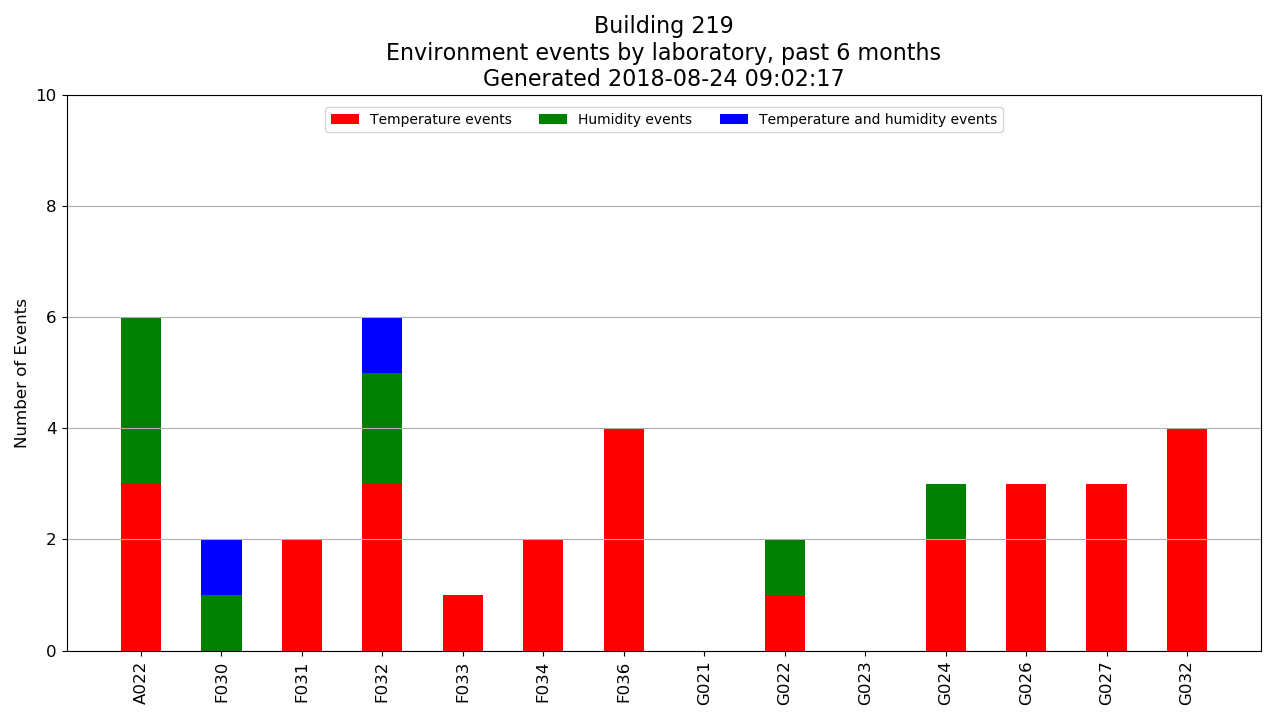 Building 219
Environment events by laboratory, past 6 months
Generated 2018-08-24 09:02:17
Temperature events
Humidity events
Temperature and humidity events
Number of Events
10
8
6
4
2
0
A022
F030
F031
F032
F033
F034
F036
G021
G022
G023
G024
G026
G027
G032